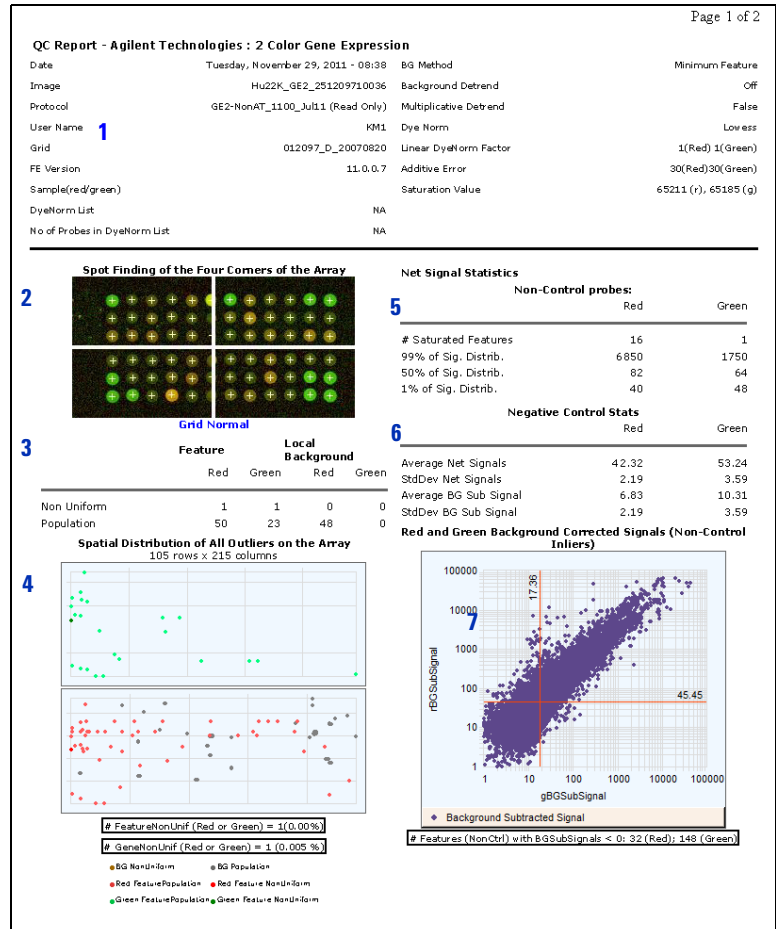 Page 1 of 2
QC Report - Agilent Technologies : 2 Color Gene Expression
Date Tuesday, November 29, 2011 - 08:38 BG Method Minimum Feature
Image Hu22K_GE2_251209710036 Background Detrend Off
Protocol GE2-NonAT_1100_Jul11 (Read Only) Multiplicative Detrend False
User Name 1 KM1 Dye Norm Lowess
Grid 012097_D_20070820 Linear DyeNorm Factor 1(Red) 1(Green)
FE Version 11.0.0.7 Additive Error 30(Red)30(Green)
Sample(red/green) Saturation Value 65211 (r), 65185 (g)
DyeNorm List NA
No of Probes in DyeNorm List NA
2
Spot Finding of the Four Corners of the Array
Grid Normal
3
Feature Local Background
Red Green Red Green
Non Uniform 1 1 0 0
Population 50 23 48 0
4
Spatial Distribution of All Outliers on the Array
105 rows x 215 columns
# FeatureNonUnif (Red or Green) = 1(0.00%)
# GeneNonUnif (Red or Green) = 1 (0.005 %)
BG NonUniform BG Population
Red FeaturePopulation Red Feature NonUniform
Green FeaturePopulation Green Feature NonUniform
Net Signal Statistics
5
Non-Control probes:
Red Green
# Saturated Features 16 1
99% of Sig. Distrib. 6850 1750
50% of Sig. Distrib. 82 64
1% of Sig. Distrib. 40 48
6
Negative Control Stats
Red Green
Average Net Signals 42.32 53.24
StdDev Net Signals 2.19 3.59
Average BG Sub Signal 6.83 10.31
StdDev BG Sub Signal 2.19 3.59
Red and Green Background Corrected Signals (Non-Control
Inliers)
7
rBGSubSignal
100000
10000
1000
100
10
1
17.36
45.45
1 10 100 1000 10000 100000
gBGSubSignal
Background Subtracted Signal
# Features (NonCtrl) with BGSubSignals < 0: 32 (Red); 148 (Green)